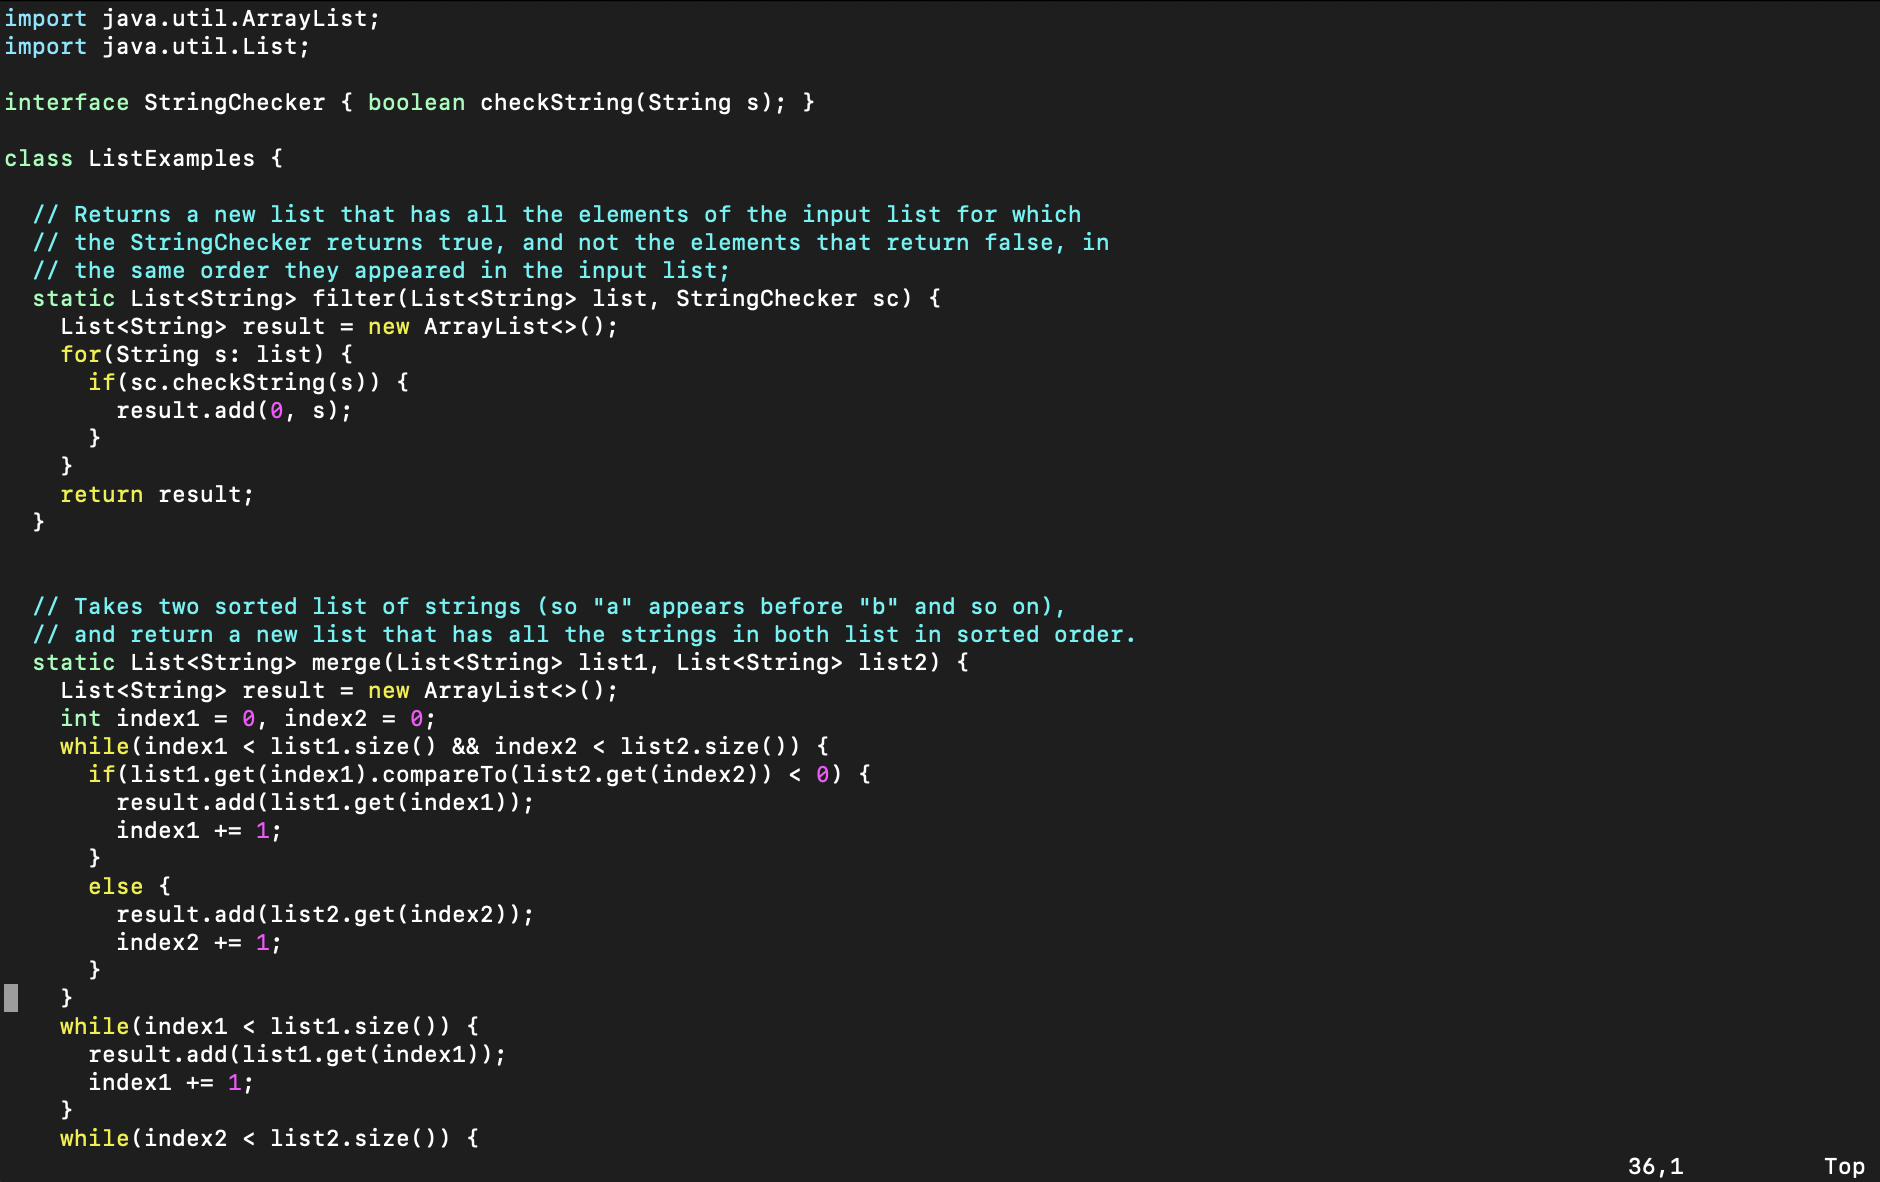 import java.util.ArrayList;
import java.util.List;

interface StringChecker { boolean checkString(String s); }

class ListExamples {

  // Returns a new list that has all the elements of the input list for which
  // the StringChecker returns true, and not the elements that return false, in
  // the same order they appeared in the input list;
  static List<String> filter(List<String> list, StringChecker sc) {
    List<String> result = new ArrayList<>();
    for(String s: list) {
      if(sc.checkString(s)) {
        result.add(0, s);
      }
    }
    return result;
  }


  // Takes two sorted list of strings (so "a" appears before "b" and so on),
  // and return a new list that has all the strings in both list in sorted order.
  static List<String> merge(List<String> list1, List<String> list2) {
    List<String> result = new ArrayList<>();
    int index1 = 0, index2 = 0;
    while(index1 < list1.size() && index2 < list2.size()) {
      if(list1.get(index1).compareTo(list2.get(index2)) < 0) {
        result.add(list1.get(index1));
        index1 += 1;
      }
      else {
        result.add(list2.get(index2));
        index2 += 1;
      }
    }
    while(index1 < list1.size()) {
      result.add(list1.get(index1));
      index1 += 1;
    }
    while(index2 < list2.size()) {
36,1 Top